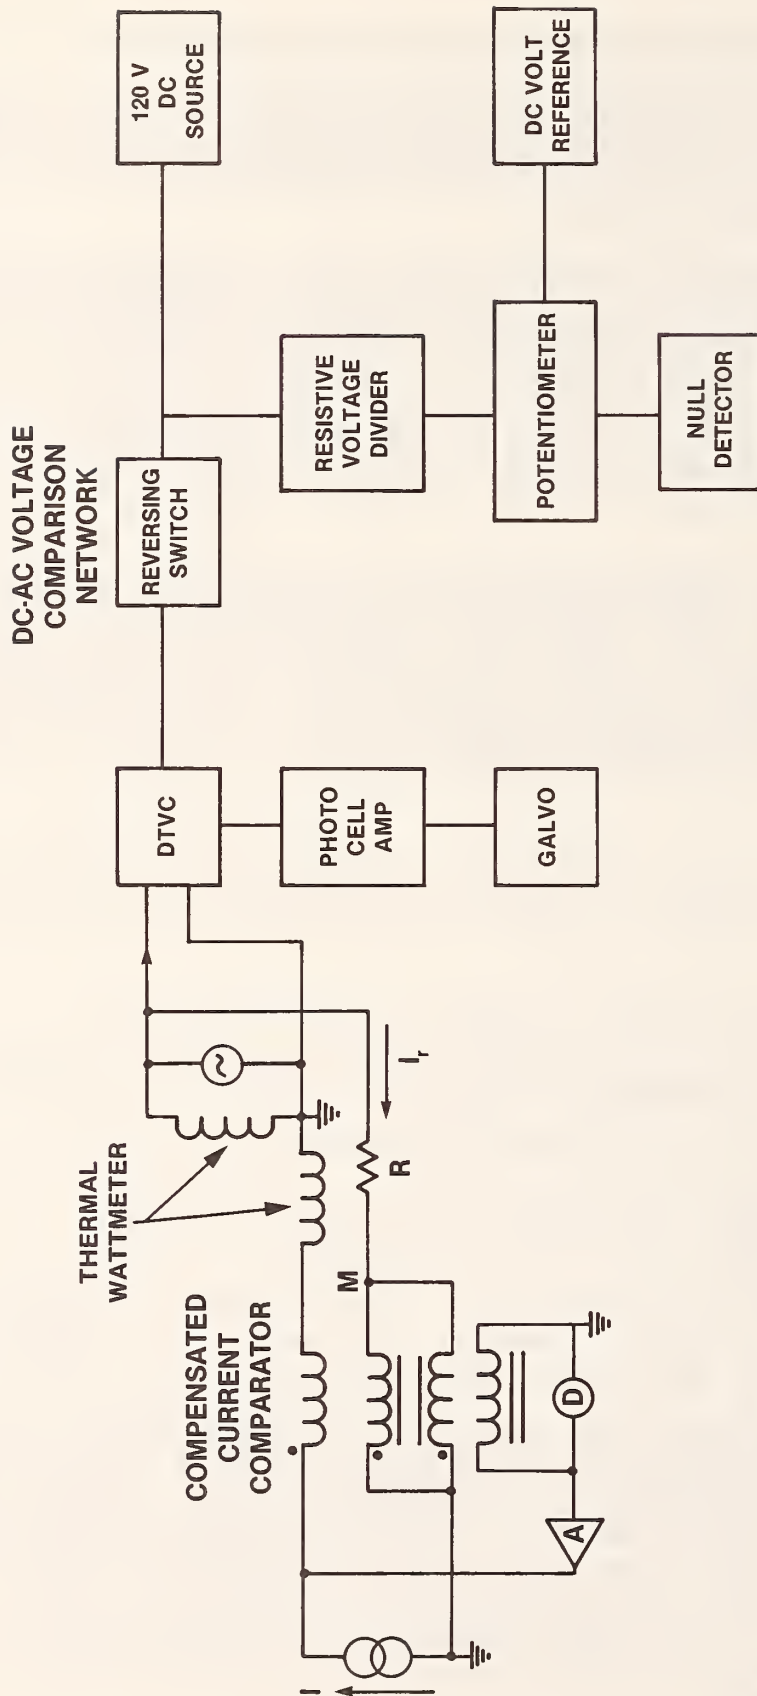 DC-AC VOLTAGE
COMPARISON
NETWORK
120 V
DC
SOURCE
REVERSING
SWITCH
DTVC
RESISTIVE
VOLTAGE
DIVIDER
PHOTO
CELL
AMP
DC VOLT
REFERENCE
POTENTIOMETER
GALVO
NULL
DETECTOR
THERMAL
WATTMETER
~
Ir
R
M
COMPENSATED
CURRENT
COMPARATOR
D
A
I